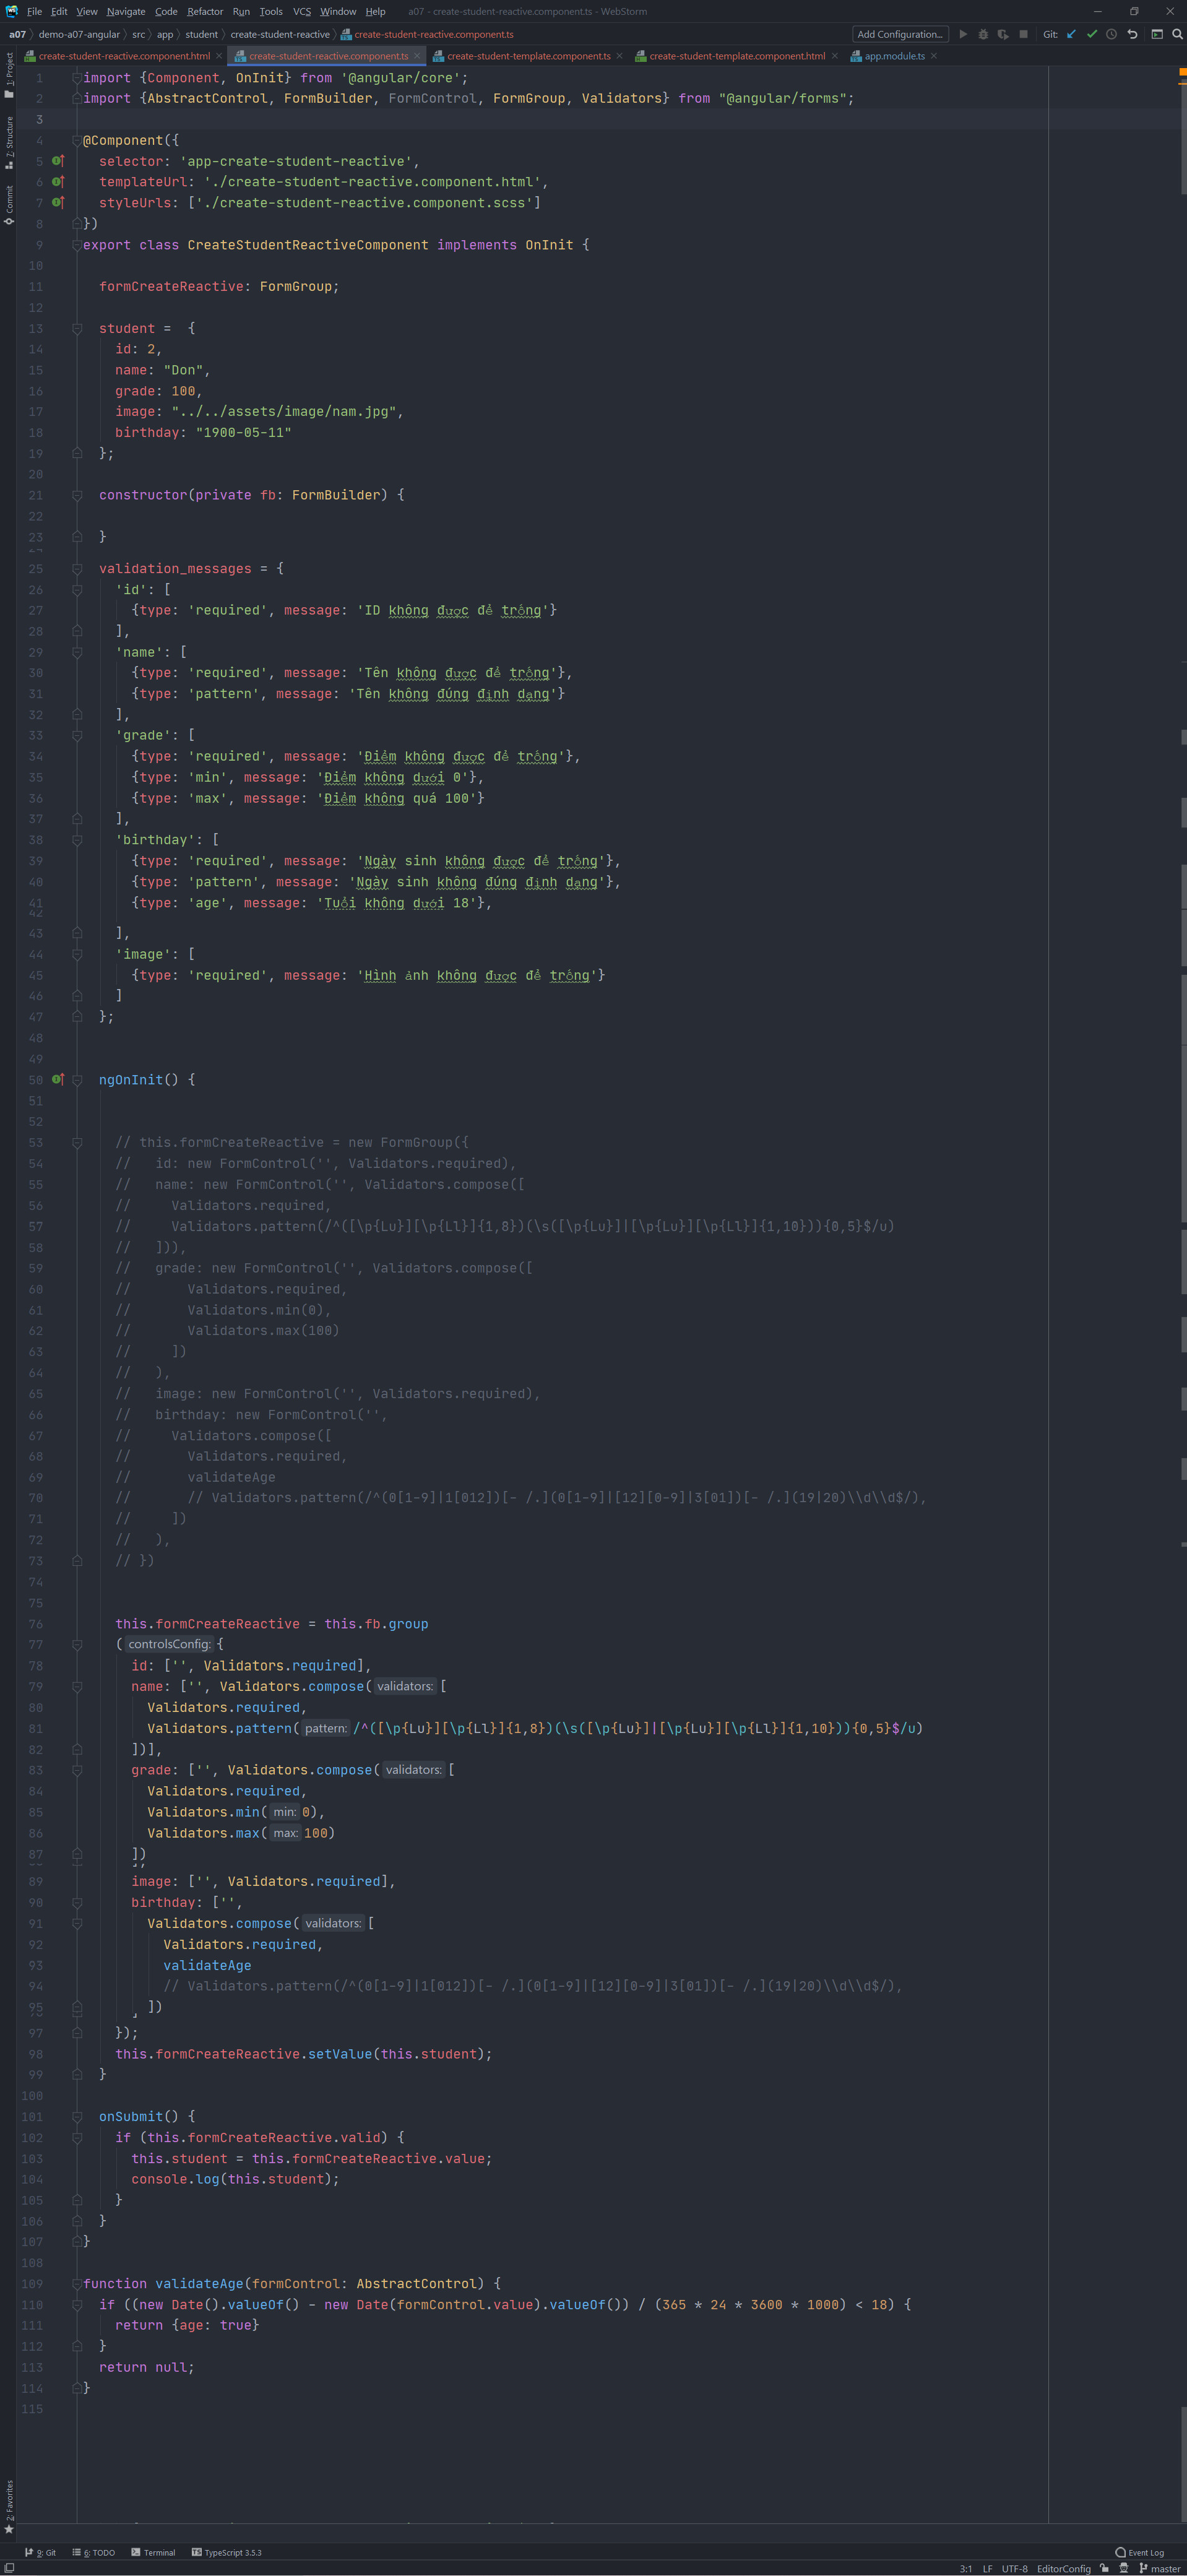 File Edit View Navigate Code Refactor Run Tools VCS Window Help a07 - create-student-reactive.component.ts - WebStorm
a07 demo-a07-angular src app student create-student-reactive create-student-reactive.component.ts Add Configuration... Git:
create-student-reactive.component.html create-student-reactive.component.ts create-student-template.component.ts create-student-template.component.html app.module.ts
1: Project
7: Structure
Commit
1 import {Component, OnInit} from '@angular/core';
2 import {AbstractControl, FormBuilder, FormControl, FormGroup, Validators} from "@angular/forms";
3
4 @Component({
5 selector: 'app-create-student-reactive',
6 templateUrl: './create-student-reactive.component.html',
7 styleUrls: ['./create-student-reactive.component.scss']
8 })
9 export class CreateStudentReactiveComponent implements OnInit {
10
11 formCreateReactive: FormGroup;
12
13 student =  {
14 id: 2,
15 name: "Don",
16 grade: 100,
17 image: "../../assets/image/nam.jpg",
18 birthday: "1900-05-11"
19 };
20
21 constructor(private fb: FormBuilder) {
22
23 }
25 validation_messages = {
26 'id': [
27 {type: 'required', message: 'ID không được để trống'}
28 ],
29 'name': [
30 {type: 'required', message: 'Tên không được để trống'},
31 {type: 'pattern', message: 'Tên không đúng định dạng'}
32 ],
33 'grade': [
34 {type: 'required', message: 'Điểm không được để trống'},
35 {type: 'min', message: 'Điểm không dưới 0'},
36 {type: 'max', message: 'Điểm không quá 100'}
37 ],
38 'birthday': [
39 {type: 'required', message: 'Ngày sinh không được để trống'},
40 {type: 'pattern', message: 'Ngày sinh không đúng định dạng'},
41 {type: 'age', message: 'Tuổi không dưới 18'},
42
43 ],
44 'image': [
45 {type: 'required', message: 'Hình ảnh không được để trống'}
46 ]
47 };
48
49
50 ngOnInit() {
51
52
53 // this.formCreateReactive = new FormGroup({
54 //   id: new FormControl('', Validators.required),
55 //   name: new FormControl('', Validators.compose([
56 //     Validators.required,
57 //     Validators.pattern(/^([\p{Lu}][\p{Ll}]{1,8})(\s([\p{Lu}]|[\p{Lu}][\p{Ll}]{1,10})){0,5}$/u)
58 //   ])),
59 //   grade: new FormControl('', Validators.compose([
60 //       Validators.required,
61 //       Validators.min(0),
62 //       Validators.max(100)
63 //     ])
64 //   ),
65 //   image: new FormControl('', Validators.required),
66 //   birthday: new FormControl('',
67 //     Validators.compose([
68 //       Validators.required,
69 //       validateAge
70 //       // Validators.pattern(/^(0[1-9]|1[012])[- /.](0[1-9]|[12][0-9]|3[01])[- /.](19|20)\\d\\d$/),
71 //     ])
72 //   ),
73 // })
74
75
76 this.formCreateReactive = this.fb.group
77 ( controlsConfig: {
78 id: ['', Validators.required],
79 name: ['', Validators.compose( validators: [
80 Validators.required,
81 Validators.pattern( pattern: /^([\p{Lu}][\p{Ll}]{1,8})(\s([\p{Lu}]|[\p{Lu}][\p{Ll}]{1,10})){0,5}$/u)
82 ])],
83 grade: ['', Validators.compose( validators: [
84 Validators.required,
85 Validators.min( min: 0),
86 Validators.max( max: 100)
87 ])
89 image: ['', Validators.required],
90 birthday: ['',
91 Validators.compose( validators: [
92 Validators.required,
93 validateAge
94 // Validators.pattern(/^(0[1-9]|1[012])[- /.](0[1-9]|[12][0-9]|3[01])[- /.](19|20)\\d\\d$/),
95 ])
97 });
98 this.formCreateReactive.setValue(this.student);
99 }
100
101 onSubmit() {
102 if (this.formCreateReactive.valid) {
103 this.student = this.formCreateReactive.value;
104 console.log(this.student);
105 }
106 }
107 }
108
109 function validateAge(formControl: AbstractControl) {
110 if ((new Date().valueOf() - new Date(formControl.value).valueOf()) / (365 * 24 * 3600 * 1000) < 18) {
111 return {age: true}
112 }
113 return null;
114 }
115
2: Favorites
9: Git 6: TODO Terminal TypeScript 3.5.3 Event Log
3:1 LF UTF-8 EditorConfig master